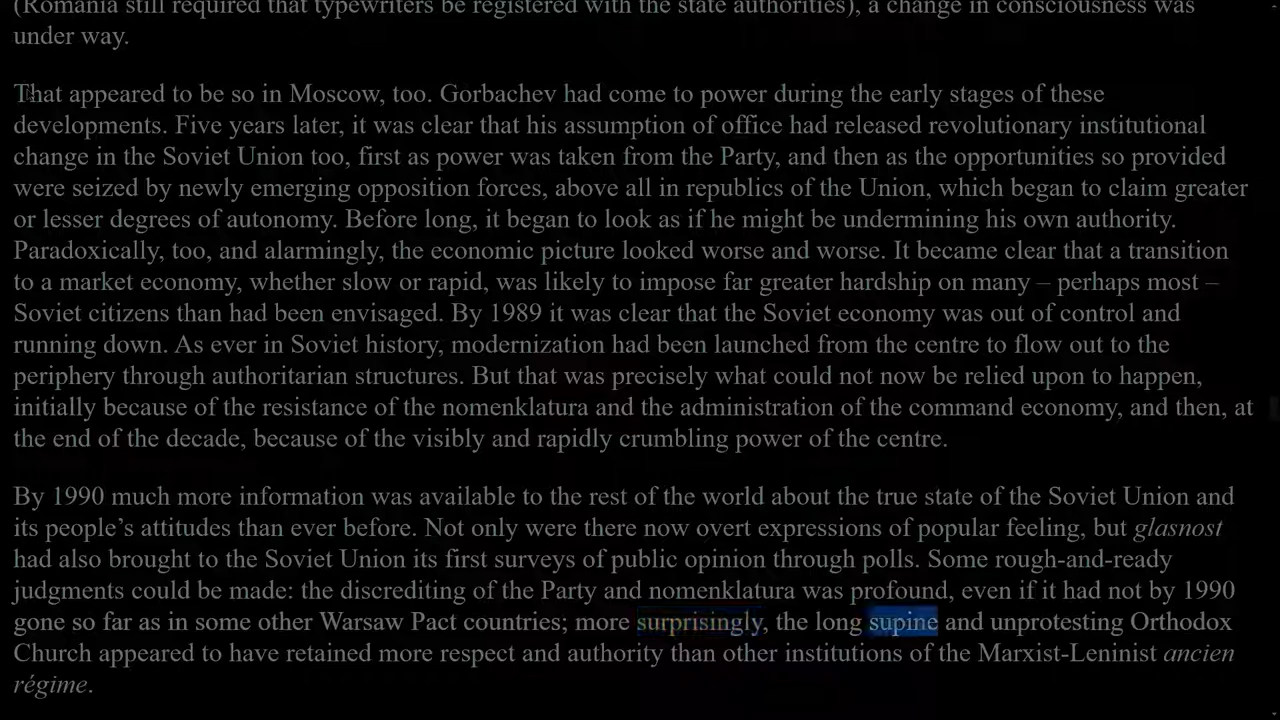 (Romania still required that typewriters be registered with the state authorities), a change in consciousness was
under way.
That appeared to be so in Moscow, too. Gorbachev had come to power during the early stages of these
developments. Five years later, it was clear that his assumption of office had released revolutionary institutional
change in the Soviet Union too, first as power was taken from the Party, and then as the opportunities so provided
were seized by newly emerging opposition forces, above all in republics of the Union, which began to claim greater
or lesser degrees of autonomy. Before long, it began to look as if he might be undermining his own authority.
Paradoxically, too, and alarmingly, the economic picture looked worse and worse. It became clear that a transition
to a market economy, whether slow or rapid, was likely to impose far greater hardship on many – perhaps most –
Soviet citizens than had been envisaged. By 1989 it was clear that the Soviet economy was out of control and
running down. As ever in Soviet history, modernization had been launched from the centre to flow out to the
periphery through authoritarian structures. But that was precisely what could not now be relied upon to happen,
initially because of the resistance of the nomenklatura and the administration of the command economy, and then, at
the end of the decade, because of the visibly and rapidly crumbling power of the centre.
By 1990 much more information was available to the rest of the world about the true state of the Soviet Union and
its people’s attitudes than ever before. Not only were there now overt expressions of popular feeling, but glasnost
had also brought to the Soviet Union its first surveys of public opinion through polls. Some rough-and-ready
judgments could be made: the discrediting of the Party and nomenklatura was profound, even if it had not by 1990
gone so far as in some other Warsaw Pact countries; more surprisingly, the long supine and unprotesting Orthodox
Church appeared to have retained more respect and authority than other institutions of the Marxist-Leninist ancien
régime.